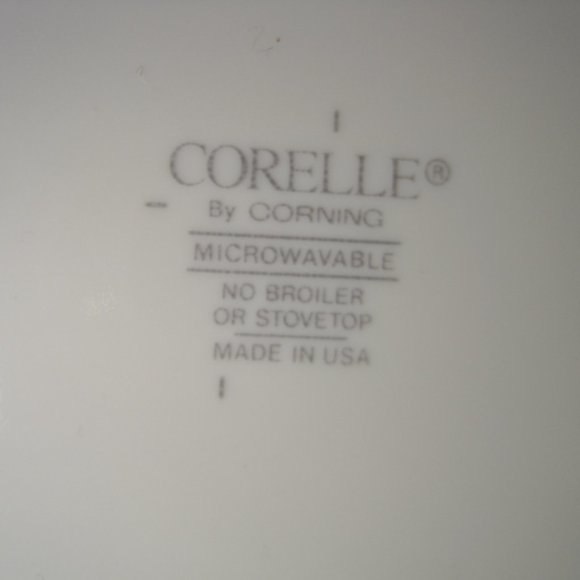 CORELLE®
By CORNING
MICROWAVABLE
NO BROILER
OR STOVETOP
MADE IN USA